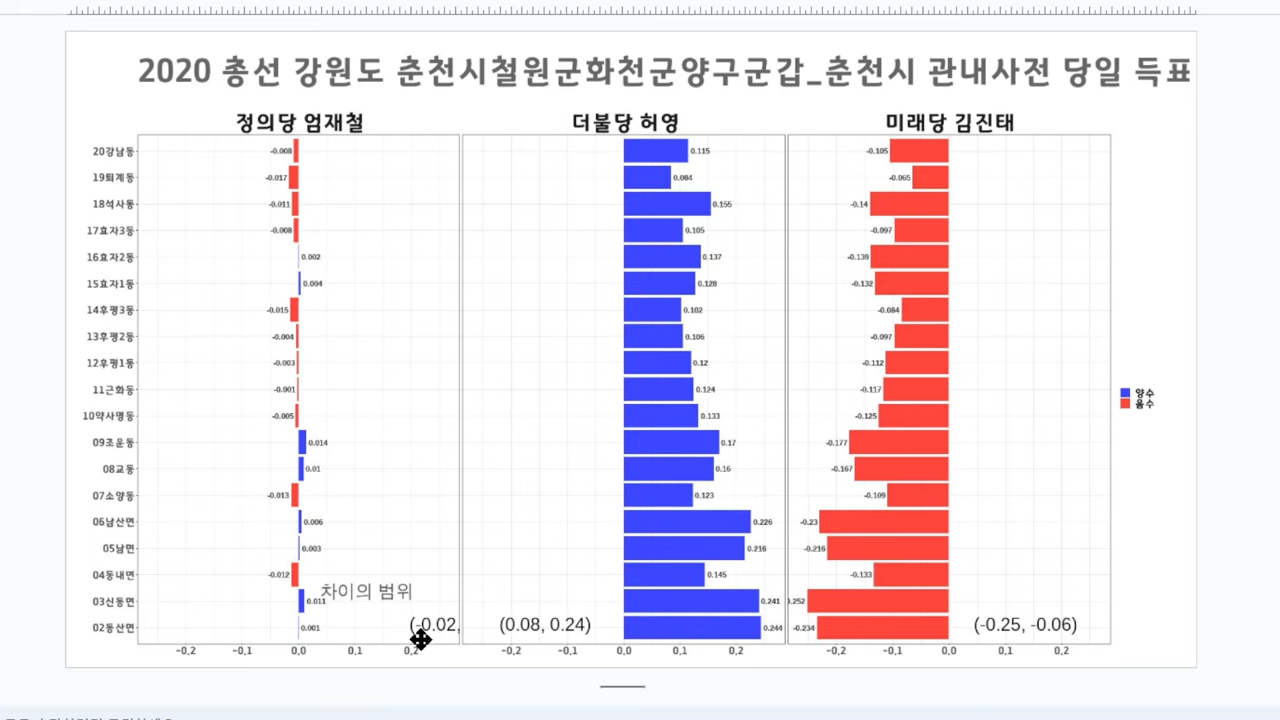 2020 총선 강원도 춘천시철원군화천군양구군갑_춘천시 관내사전 당일 득표
정의당 엄재철 더불당 허영 미래당 김진태
20강남동 -0.008 0.115 -0.105
19퇴계동 -0.017 0.084 -0.065
18석사동 -0.011 0.155 -0.14
17효자3동 -0.008 0.105 -0.097
16효자2동 0.002 0.137 -0.139
15효자1동 0.004 0.128 -0.132
14후평3동 -0.015 0.102 -0.084
13후평2동 -0.004 0.106 -0.097
12후평1동 -0.003 0.12 -0.112
11근화동 -0.001 0.124 -0.117
양수
음수
10약사명동 -0.005 0.133 -0.125
09조운동 0.014 0.17 -0.177
08교동 0.01 0.16 -0.167
07소양동 -0.013 0.123 -0.109
06남산면 0.006 0.226 -0.23
05남면 0.003 0.216 -0.216
04동내면 -0.012 0.145 -0.133
차이의 범위
03신동면 0.011 0.241 0.252
02동산면 0.001 (-0.02, (0.08, 0.24) 0.244 -0.234 (-0.25, -0.06)
-0.2 -0.1 0.0 0.1 0.2 -0.2 -0.1 0.0 0.1 0.2 -0.2 -0.1 0.0 0.1 0.2